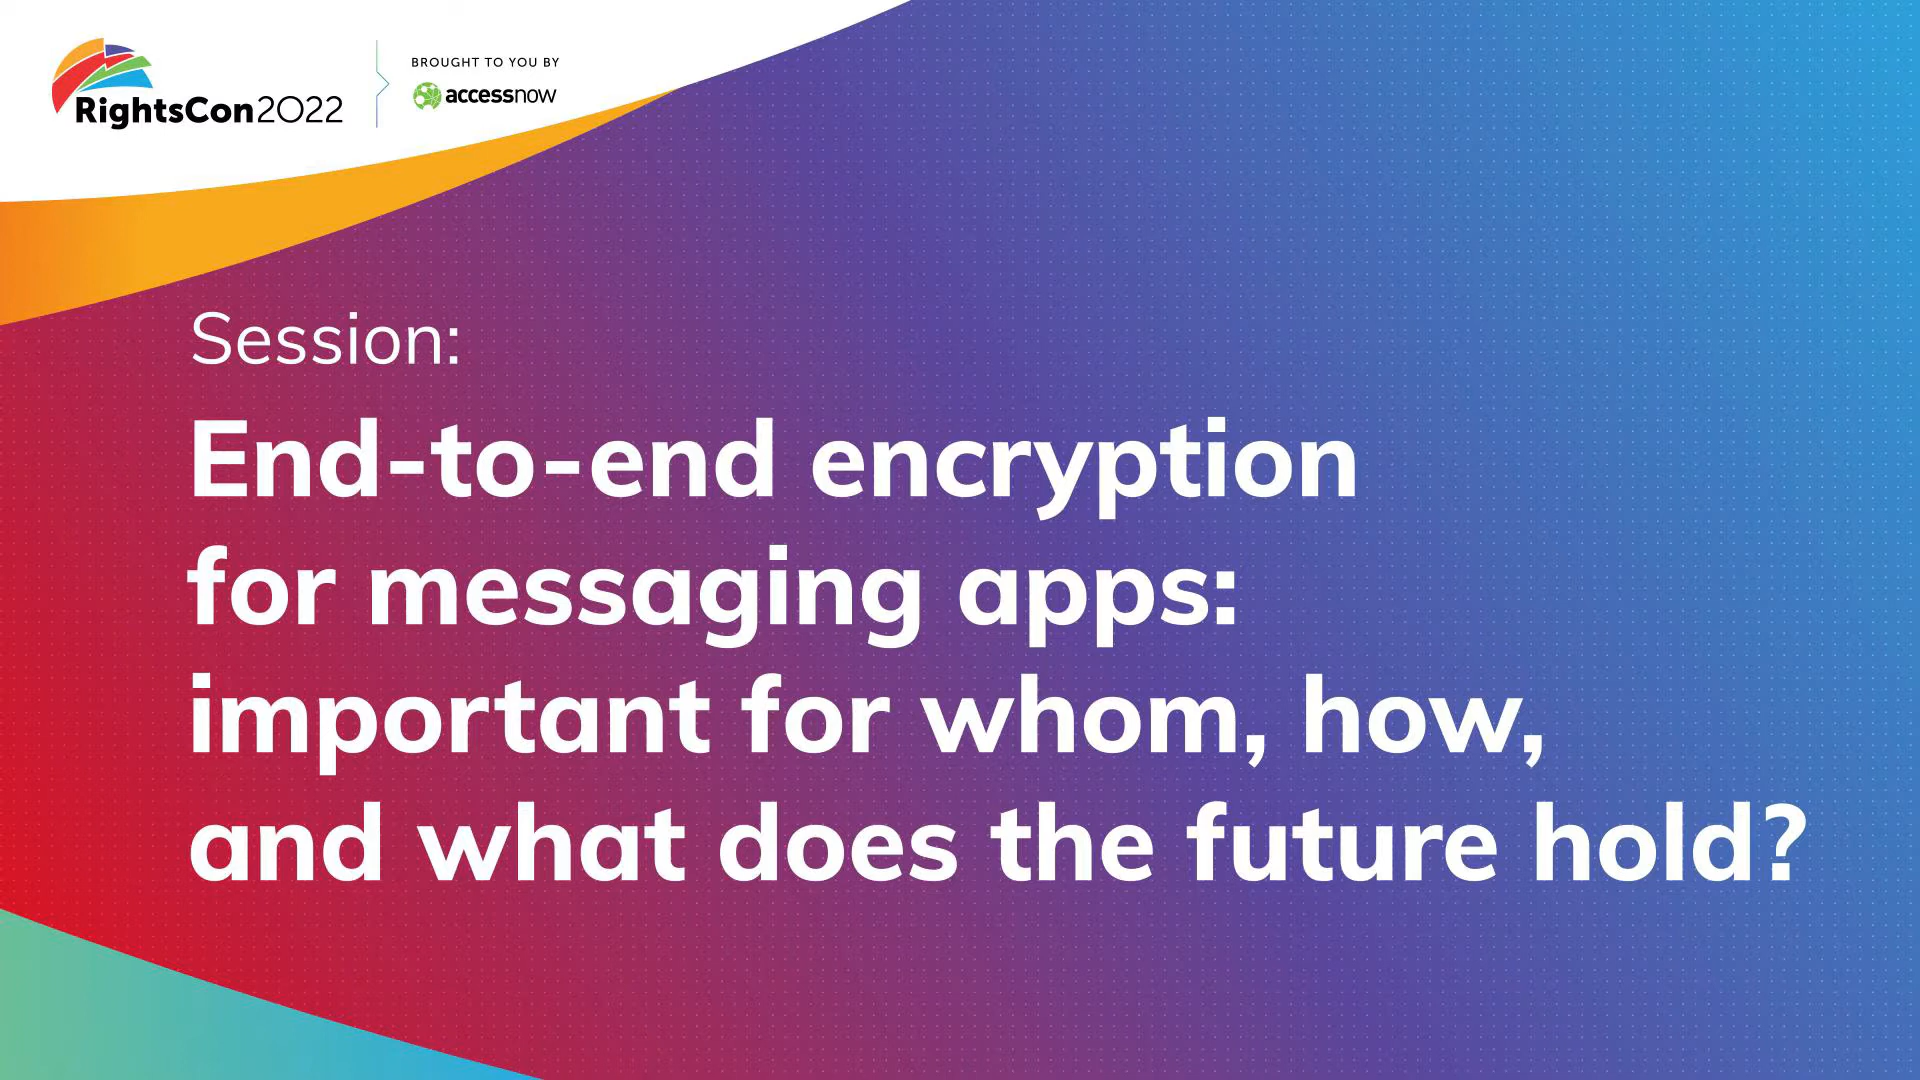 RightsCon2022
BROUGHT TO YOU BY
accessnow
Session:
End-to-end encryption
for messaging apps:
important for whom, how,
and what does the future hold?